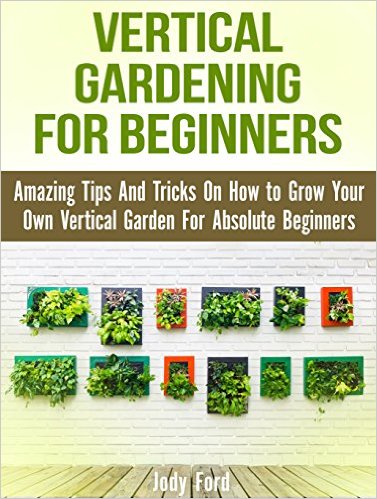 VERTICAL
GARDENING
FOR BEGINNERS
Amazing Tips And Tricks On How to Grow Your
Own Vertical Garden For Absolute Beginners
Jody Ford